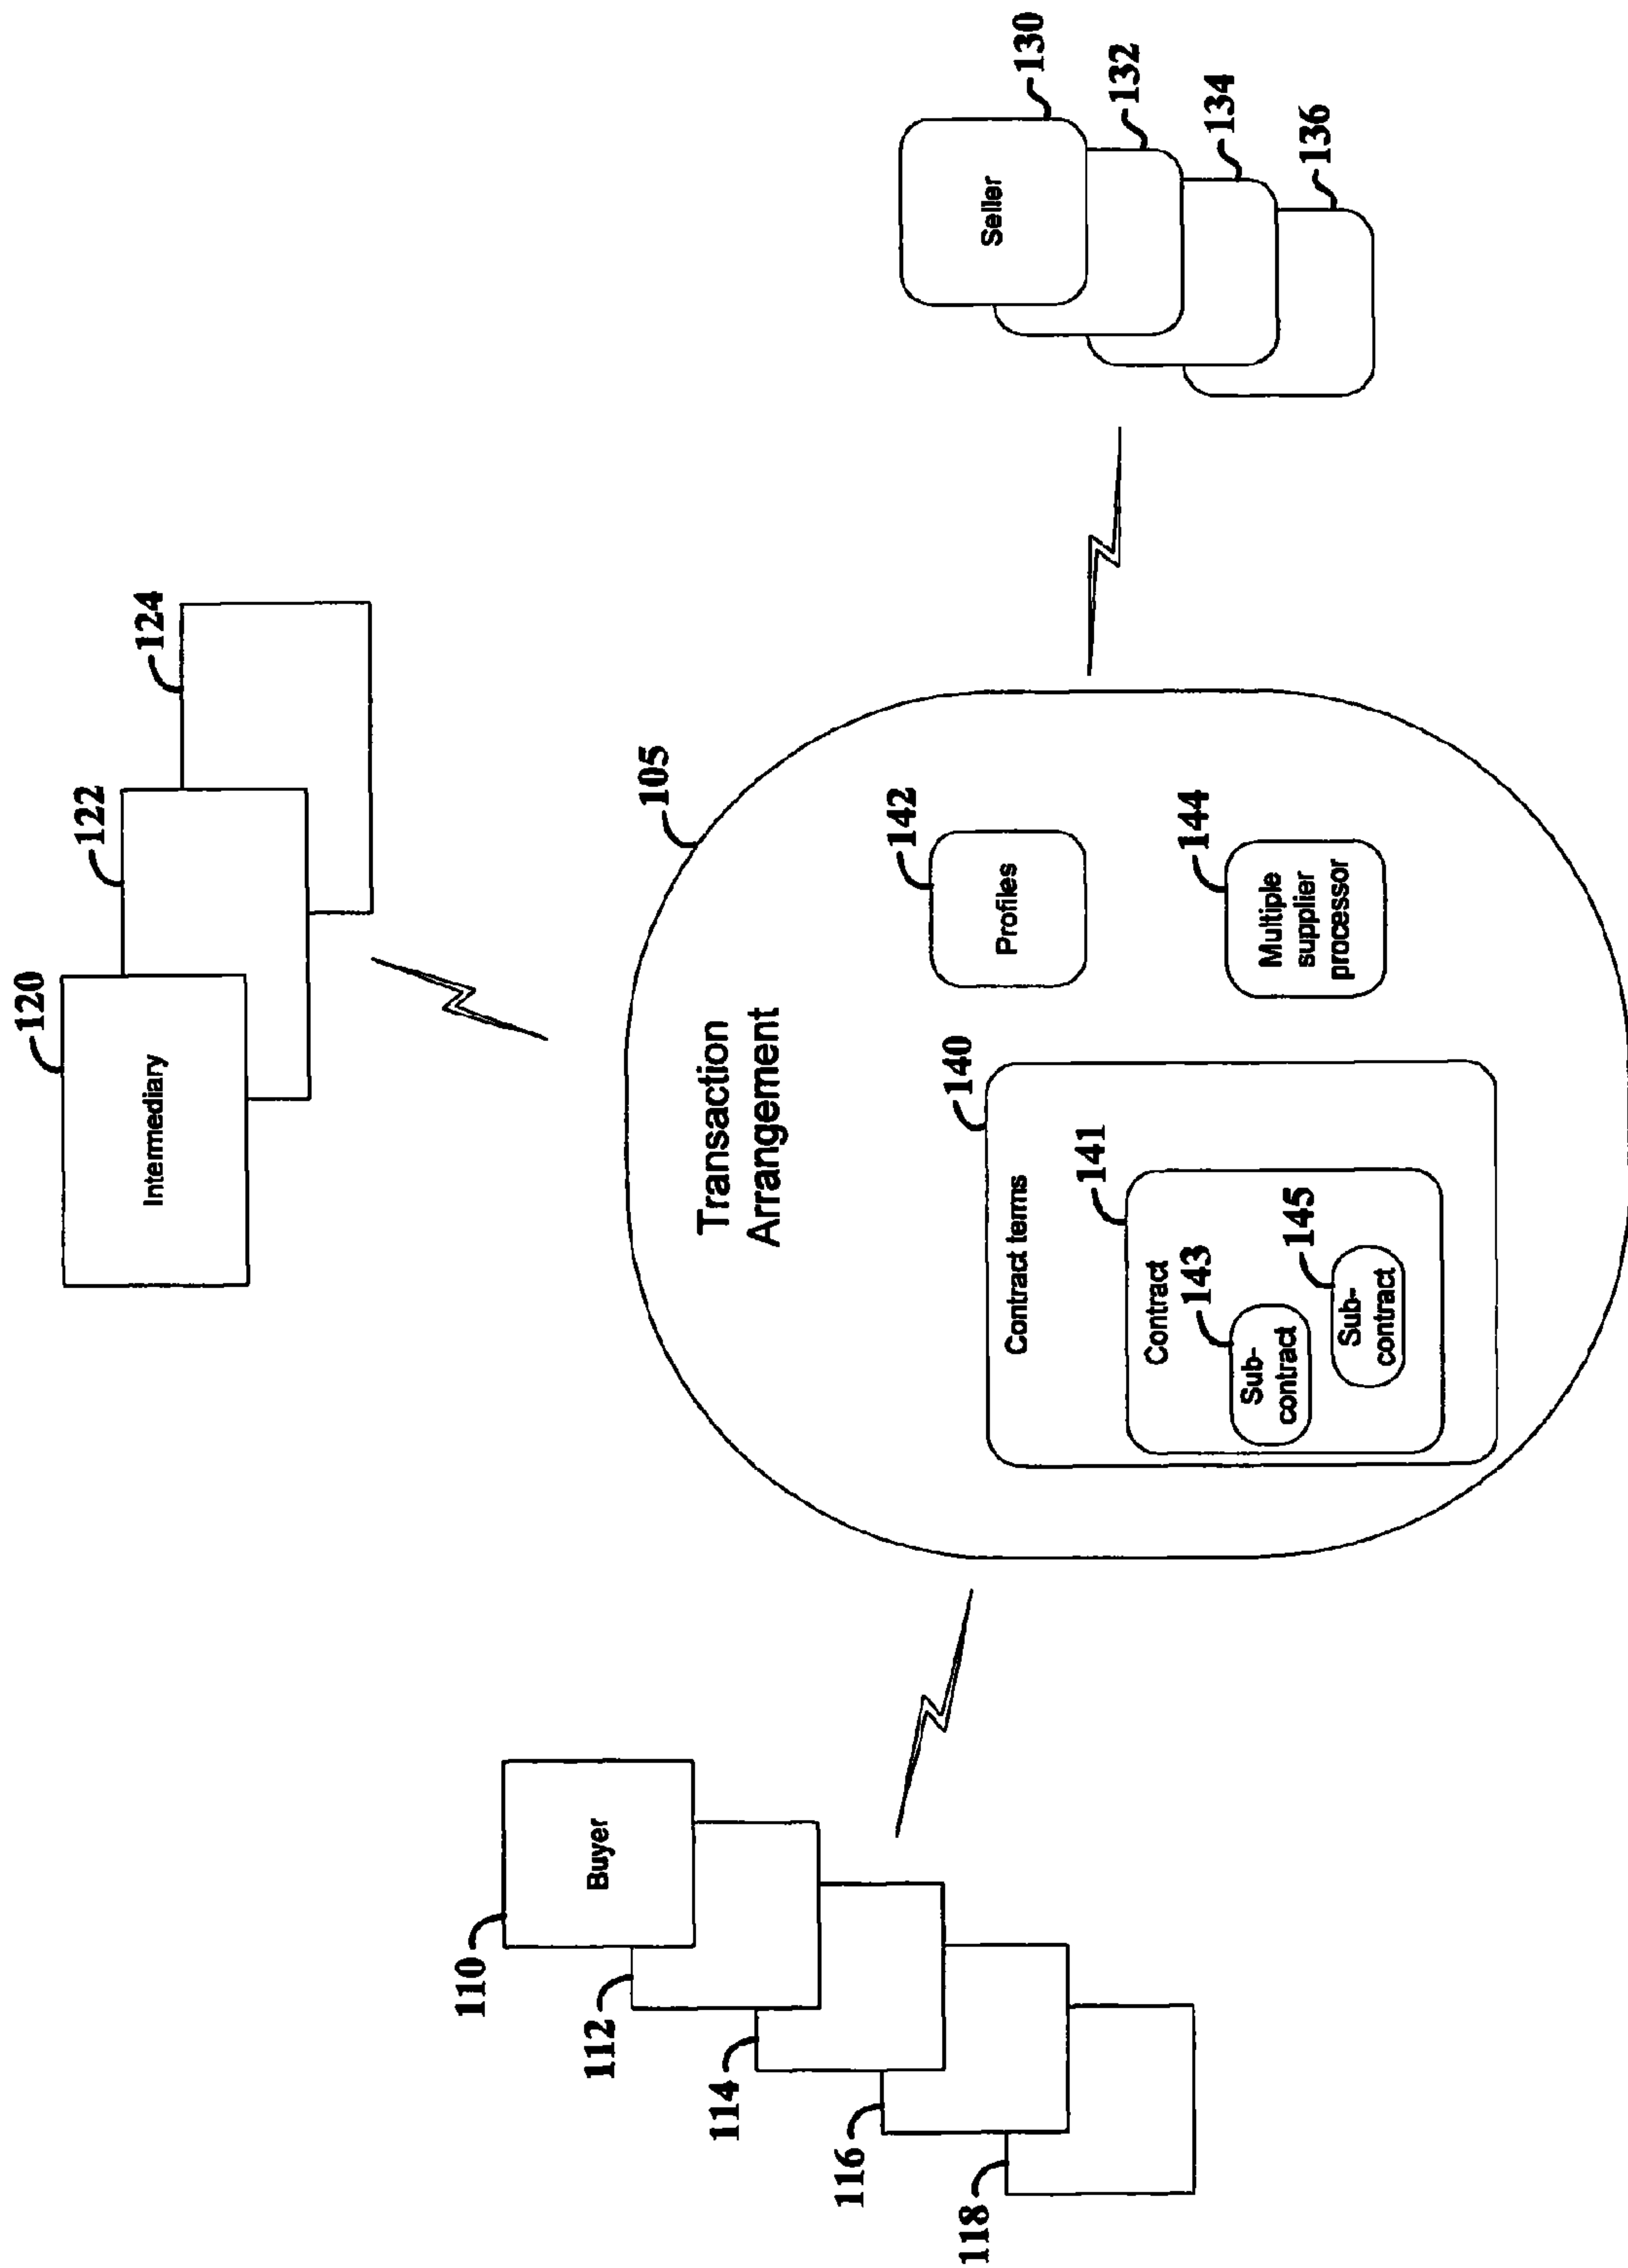 120
Intermediary
122
124
110
Buyer
112
114
116
118
105
Transaction
Arrangement
140
Contract terms
141
Contract
143
Sub-
contract
145
Sub-
contract
142
Profiles
144
Multiple
supplier
processor
130
Seller
132
134
136